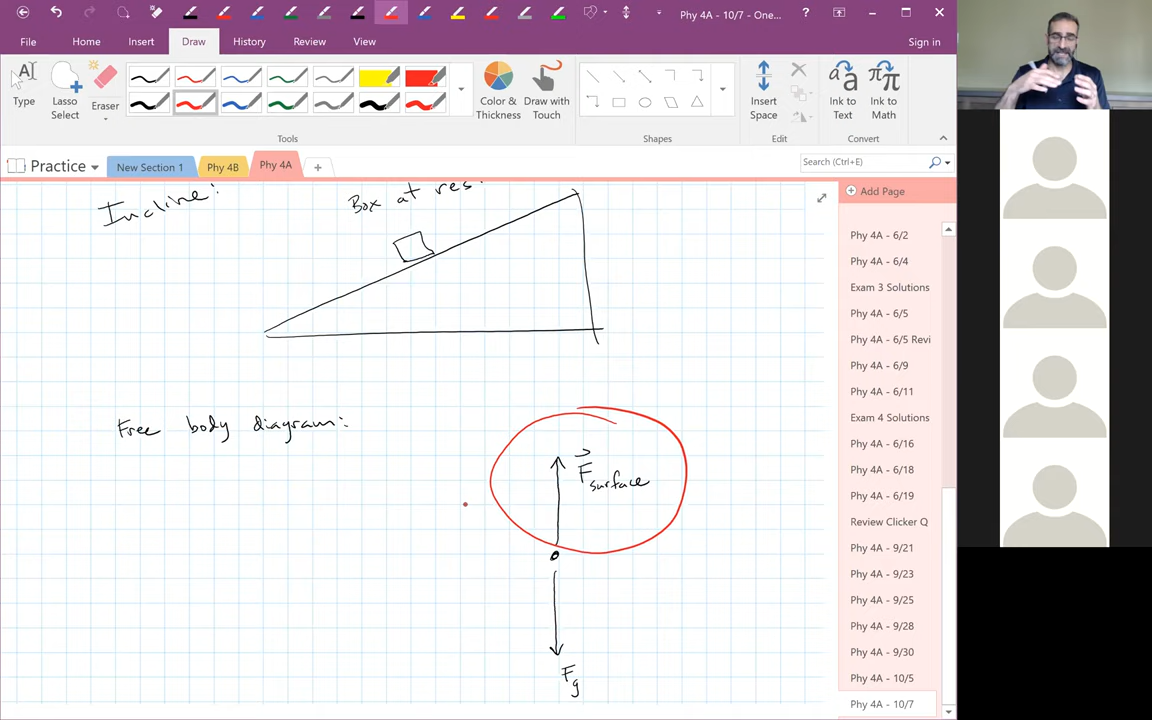 Phy 4A - 10/7 - One...
?
File
Home
Insert
Draw
History
Review
View
Sign in
Type
Lasso
Select
Eraser
Color &
Thickness
Draw with
Touch
Insert
Space
Ink to
Text
Ink to
Math
Tools
Shapes
Edit
Convert
Practice
New Section 1
Phy 4B
Phy 4A
Search (Ctrl+E)
Add Page
Phy 4A - 6/2
Phy 4A - 6/4
Exam 3 Solutions
Phy 4A - 6/5
Phy 4A - 6/5 Revi
Phy 4A - 6/9
Phy 4A - 6/11
Exam 4 Solutions
Phy 4A - 6/16
Phy 4A - 6/18
Phy 4A - 6/19
Review Clicker Q
Phy 4A - 9/21
Phy 4A - 9/23
Phy 4A - 9/25
Phy 4A - 9/28
Phy 4A - 9/30
Phy 4A - 10/5
Phy 4A - 10/7
Incline:
Box at res
Free body diagram:
F surface
Fg